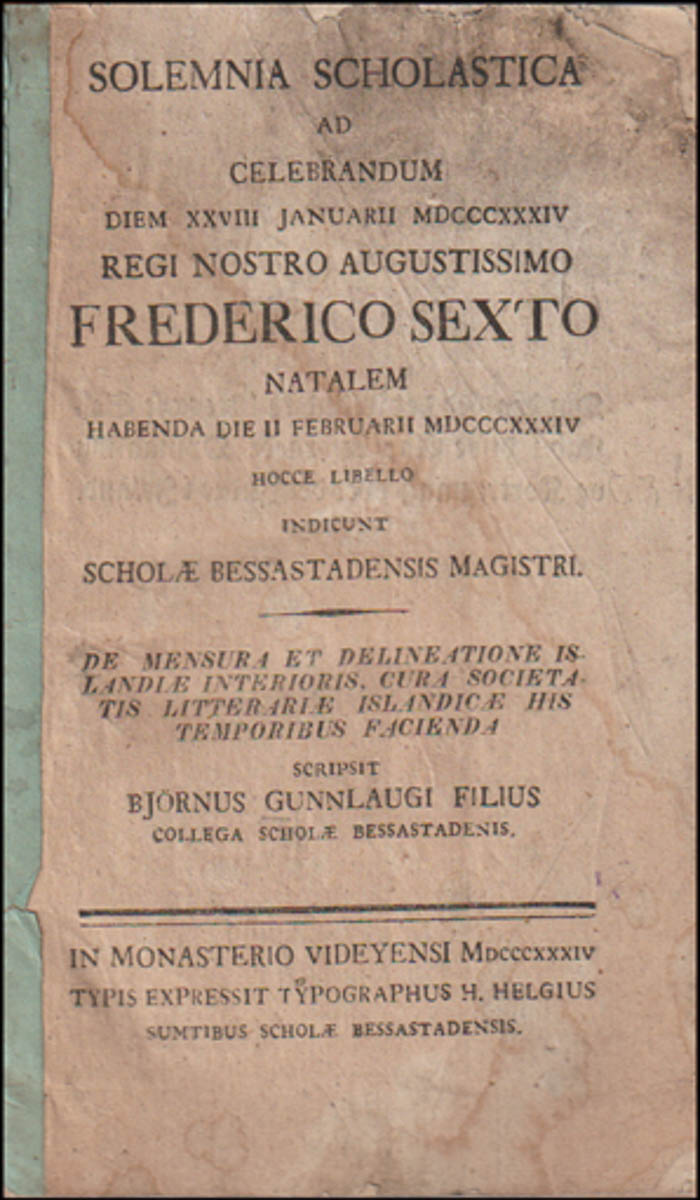 SOLEMNIA SCHOLASTICA
AD
CELEBRANDUM
DIEM XXVIII JANUARII MDCCCXXXIV
REGI NOSTRO AUGUSTISSIMO
FREDERICO SEXTO
NATALEM
HABENDA DIE II FEBRUARII MDCCCXXXIV
HOCCE LIBELLO
INDICUNT
SCHOLÆ BESSASTADENSIS MAGISTRI.
DE MENSURA ET DELINEATIONE IS-
LANDIÆ INTERIORIS, CURA SOCIETA-
TIS LITTERARIÆ ISLANDICÆ HIS
TEMPORIBUS FACIENDA
SCRIPSIT
BJÖRNUS GUNNLAUGI FILIUS
COLLEGA SCHOLÆ BESSASTADENIS.
IN MONASTERIO VIDEYENSI MDCCCXXXIV
TYPIS EXPRESSIT TYPOGRAPHUS H. HELGIUS
SUMTIBUS SCHOLÆ BESSASTADENSIS.